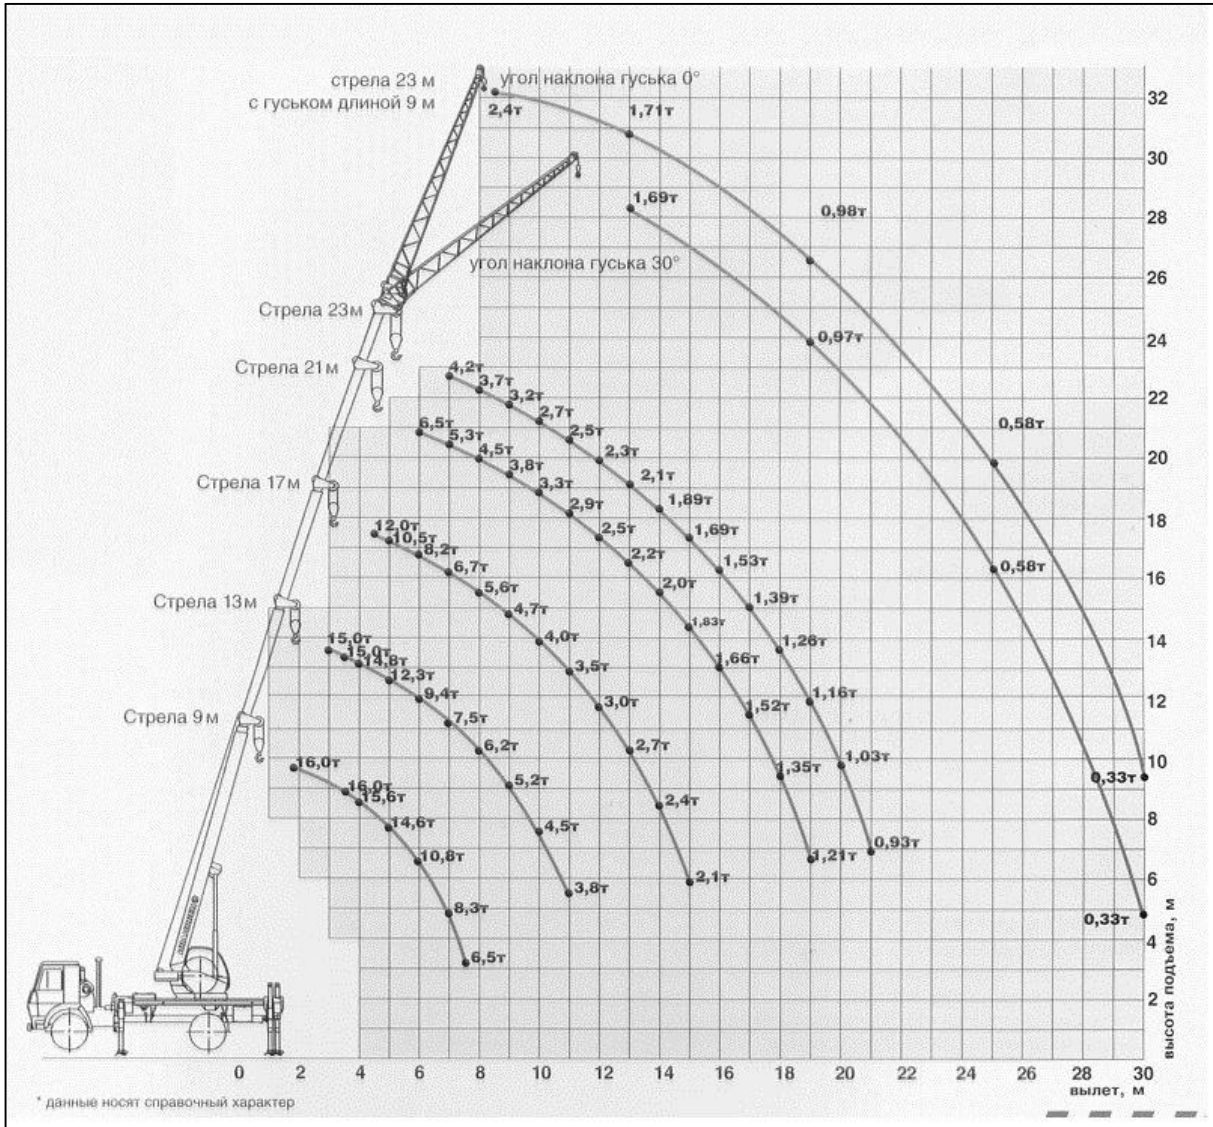 стрела 23 м
с гуськом длиной 9 м
угол наклона гуська 0°
2,4т
1,71т
1,69т
0,98т
угол наклона гуська 30°
0,97т
0,58т
0,58т
0,33т
0,33т
Стрела 23м
4,2т
3,7т
3,2т
2,7т
2,5т
2,3т
2,1т
1,89т
1,69т
1,53т
1,39т
1,26т
1,16т
1,03т
0,93т
Стрела 21м
6,5т
5,3т
4,5т
3,8т
3,3т
2,9т
2,5т
2,2т
2,0т
1,83т
1,66т
1,52т
1,35т
1,21т
Стрела 17м
12,0т
10,5т
8,2т
6,7т
5,6т
4,7т
4,0т
3,5т
3,0т
2,7т
2,4т
2,1т
Стрела 13м
15,0т
15,0т
14,8т
12,3т
9,4т
7,5т
6,2т
5,2т
4,5т
3,8т
Стрела 9м
16,0т
16,0т
15,6т
14,6т
10,8т
8,3т
6,5т
32
30
28
26
24
22
20
18
16
14
12
10
8
6
4
2
высота подъема, м
0 2 4 6 8 10 12 14 16 18 20 22 24 26 28 30
вылет, м
* данные носят справочный характер